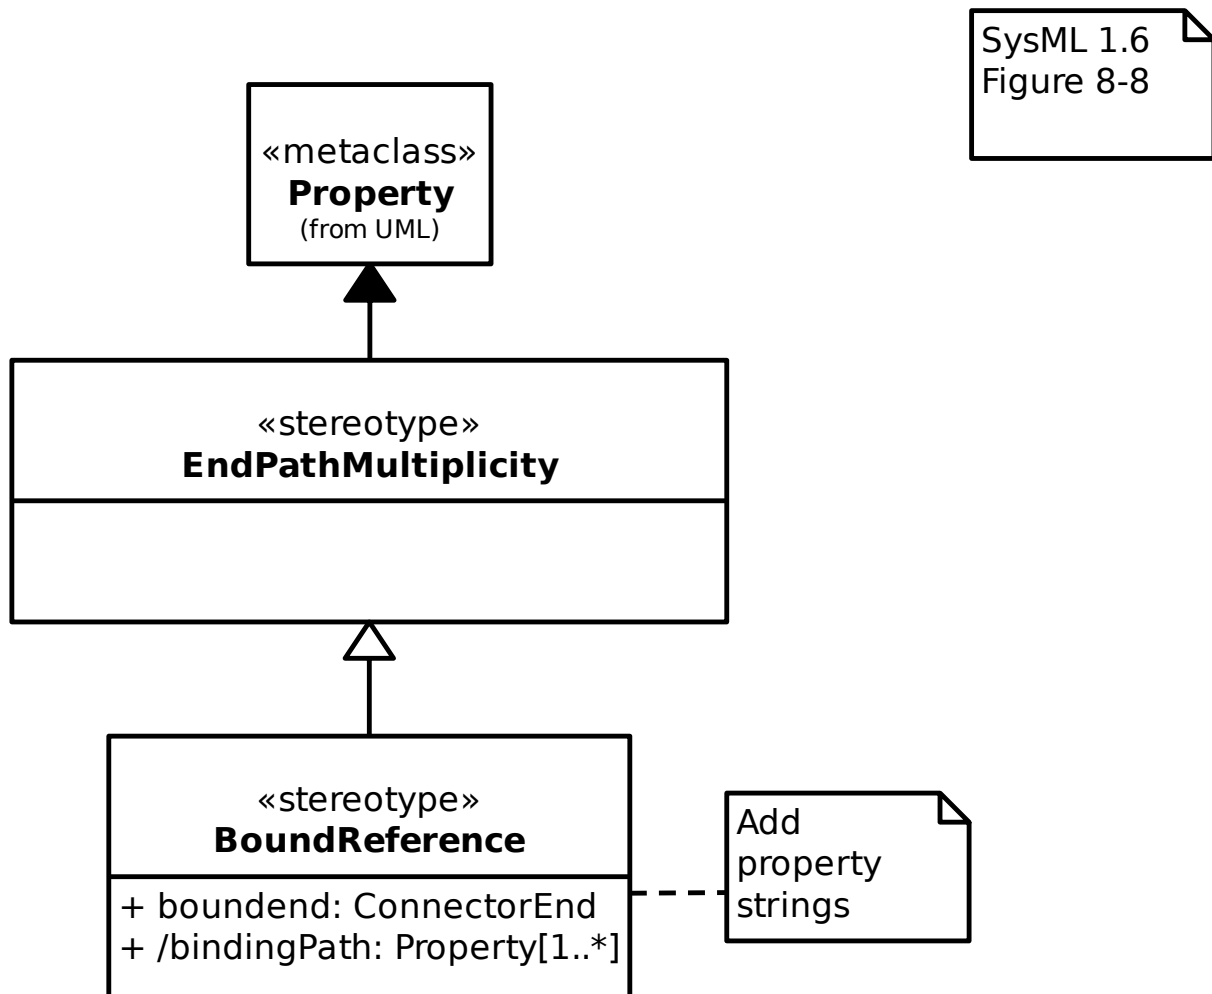 SysML 1.6
Figure 8-8
«metaclass»
Property
(from UML)
«stereotype»
EndPathMultiplicity
«stereotype»
BoundReference
+ boundend: ConnectorEnd
+ /bindingPath: Property[1..*]
Add
property
strings